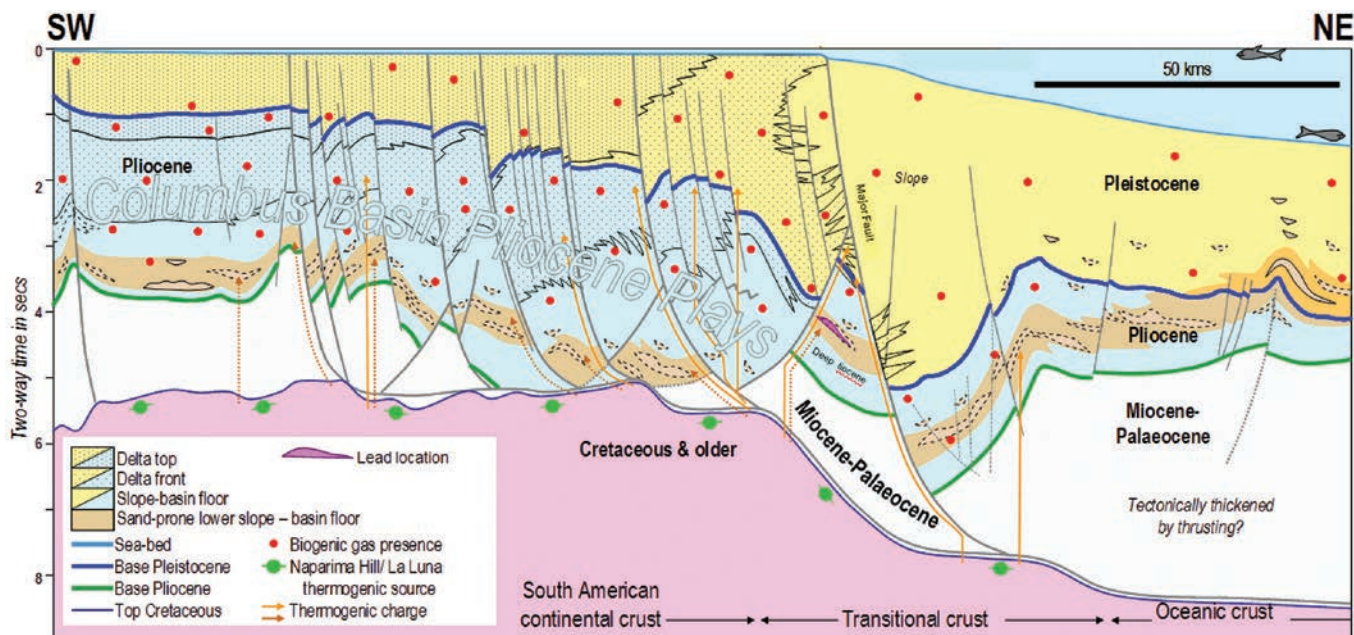 SW
NE
0
50 kms
Pliocene
2
Slope
Pleistocene
Major Fault
Columbus Basin Pliocene Plays
Two-way time in secs
4
Pliocene
Deep liocene
Miocene-
Palaeocene
6
Miocene-Palaeocene
Cretaceous & older
Delta top
Lead location
Delta front
Slope-basin floor
Sand-prone lower slope – basin floor
Tectonically thickened
by thrusting?
Sea-bed
Biogenic gas presence
Base Pleistocene
Naparima Hill/ La Luna
thermogenic source
Base Pliocene
Top Cretaceous
Thermogenic charge
8
South American
continental crust
Transitional crust
Oceanic crust